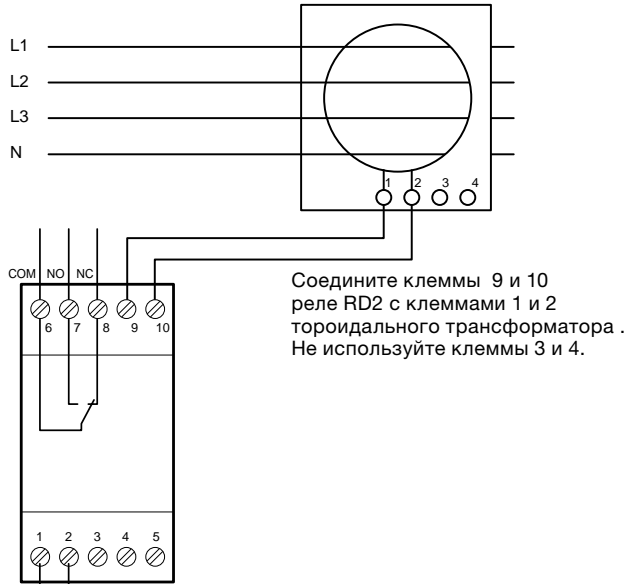 L1
L2
L3
N
1 2 3 4
COM NO NC
6 7 8 9 10
Соедините клеммы 9 и 10
реле RD2 с клеммами 1 и 2
тороидального трансформатора .
Не используйте клеммы 3 и 4.
1 2 3 4 5